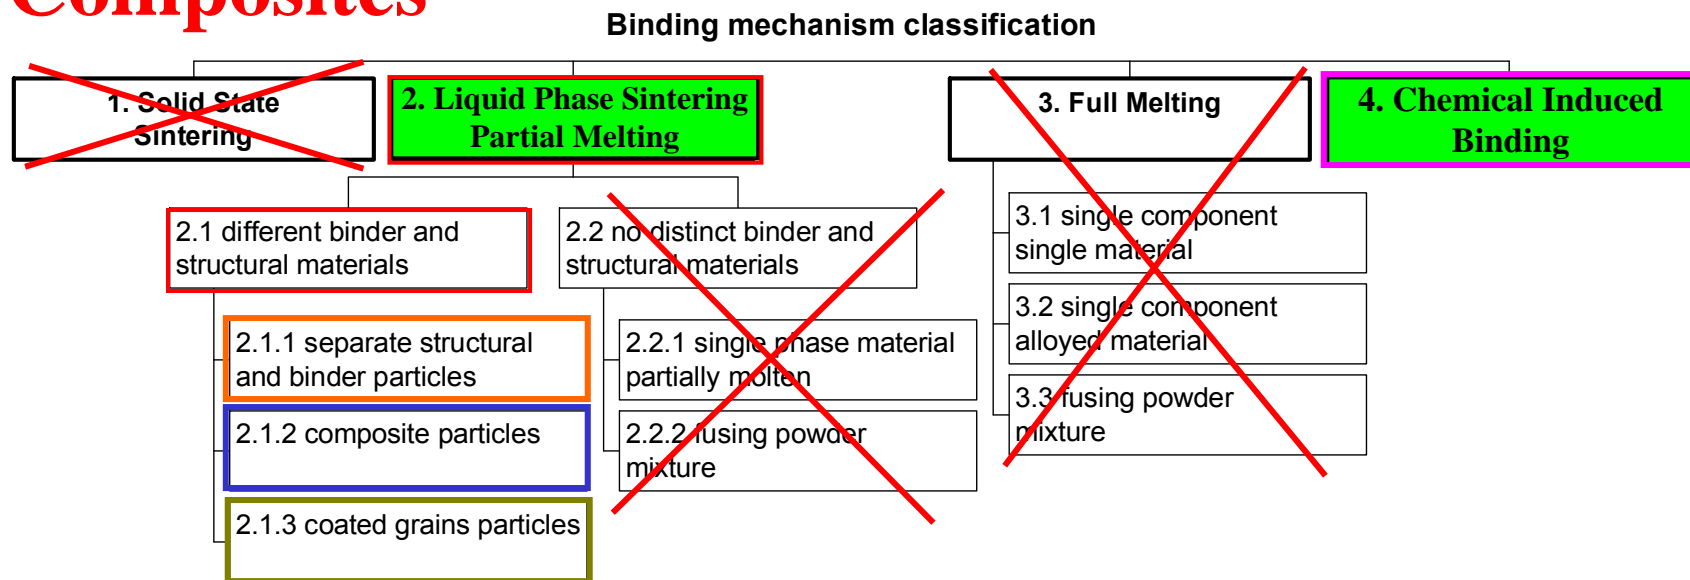 Composites
Binding mechanism classification
1. Solid State
Sintering
2. Liquid Phase Sintering
Partial Melting
3. Full Melting
4. Chemical Induced
Binding
2.1 different binder and
structural materials
2.2 no distinct binder and
structural materials
3.1 single component
single material
3.2 single component
alloyed material
3.3 fusing powder
mixture
2.1.1 separate structural
and binder particles
2.1.2 composite particles
2.1.3 coated grains particles
2.2.1 single phase material
partially molten
2.2.2 fusing powder
mixture